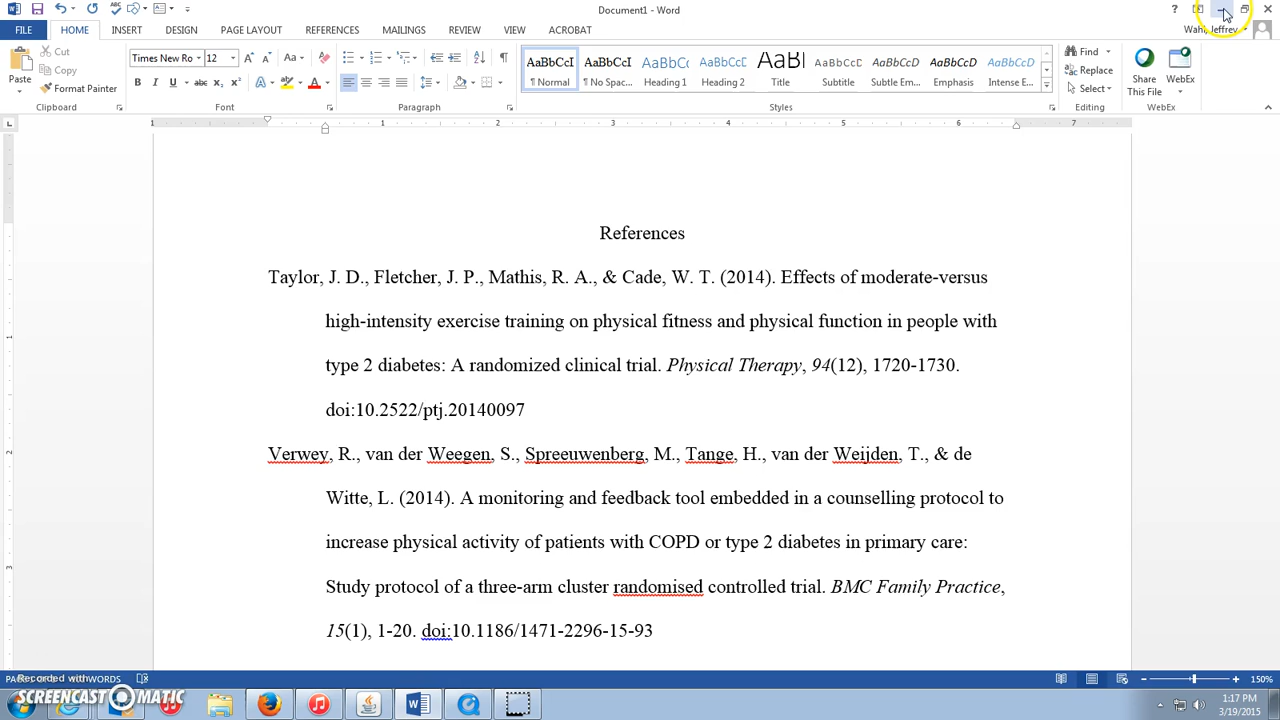 Document1 - Word
FILE HOME INSERT DESIGN PAGE LAYOUT REFERENCES MAILINGS REVIEW VIEW ACROBAT
Cut
Copy
Format Painter
Paste
Clipboard
Times New Ro 12
Font
Paragraph
AaBbCcI AaBbCcI AaBbC AaBbCc AaBI AaBbCcD AaBbCcD AaBbCcD AaBbCcD
¶ Normal ¶ No Spac... Heading 1 Heading 2 Title Subtitle Subtle Em... Emphasis Intense E...
Styles
Find
Replace
Select
Editing
Share This File
WebEx
WebEx
References
Taylor, J. D., Fletcher, J. P., Mathis, R. A., & Cade, W. T. (2014). Effects of moderate-versus
high-intensity exercise training on physical fitness and physical function in people with
type 2 diabetes: A randomized clinical trial. Physical Therapy, 94(12), 1720-1730.
doi:10.2522/ptj.20140097
Verwey, R., van der Weegen, S., Spreeuwenberg, M., Tange, H., van der Weijden, T., & de
Witte, L. (2014). A monitoring and feedback tool embedded in a counselling protocol to
increase physical activity of patients with COPD or type 2 diabetes in primary care:
Study protocol of a three-arm cluster randomised controlled trial. BMC Family Practice,
15(1), 1-20. doi:10.1186/1471-2296-15-93
Recorded with
SCREENCAST MATIC
150%
1:17 PM
3/19/2015